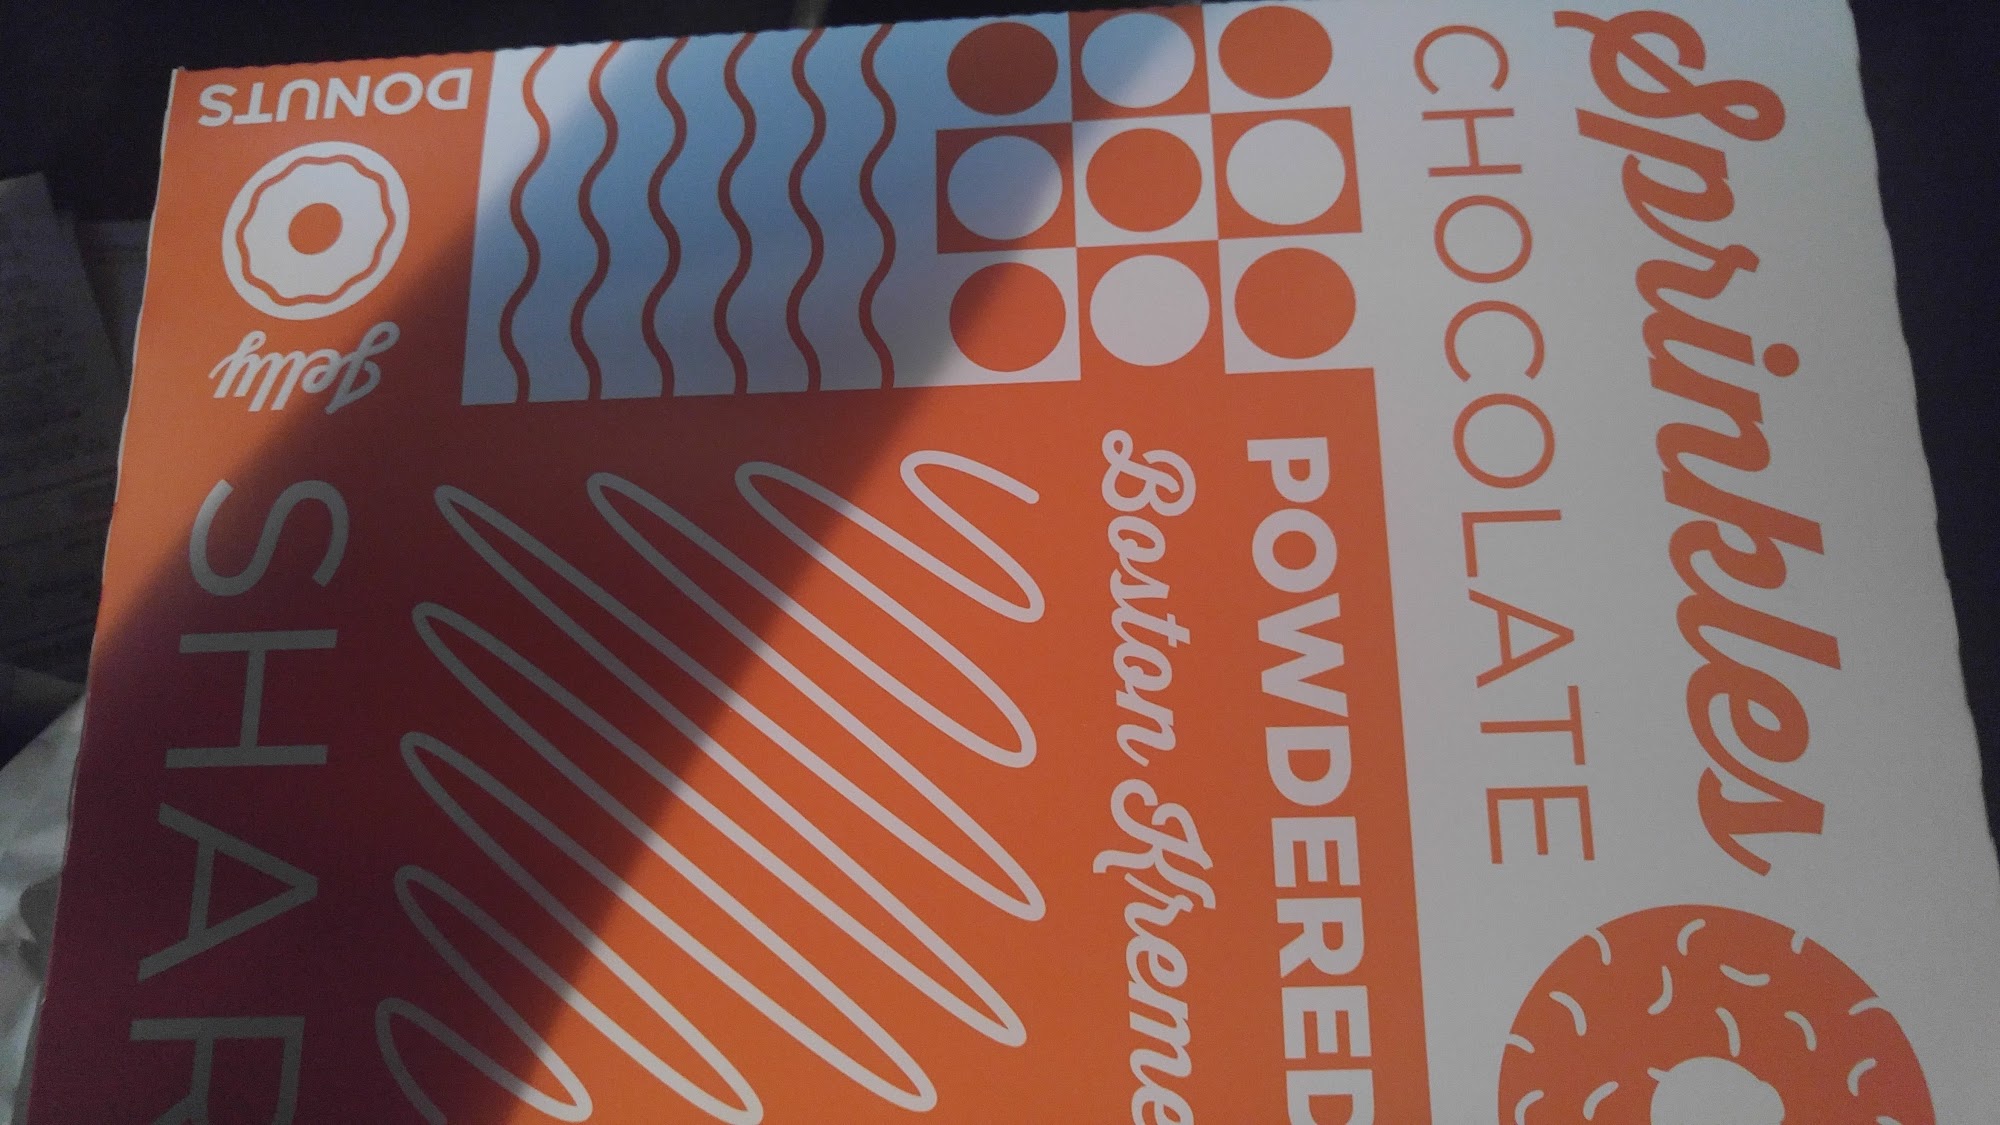 Sprinkles
CHOCOLATE
POWDERED
Boston Kreme
DONUTS
Jelly
SHAR